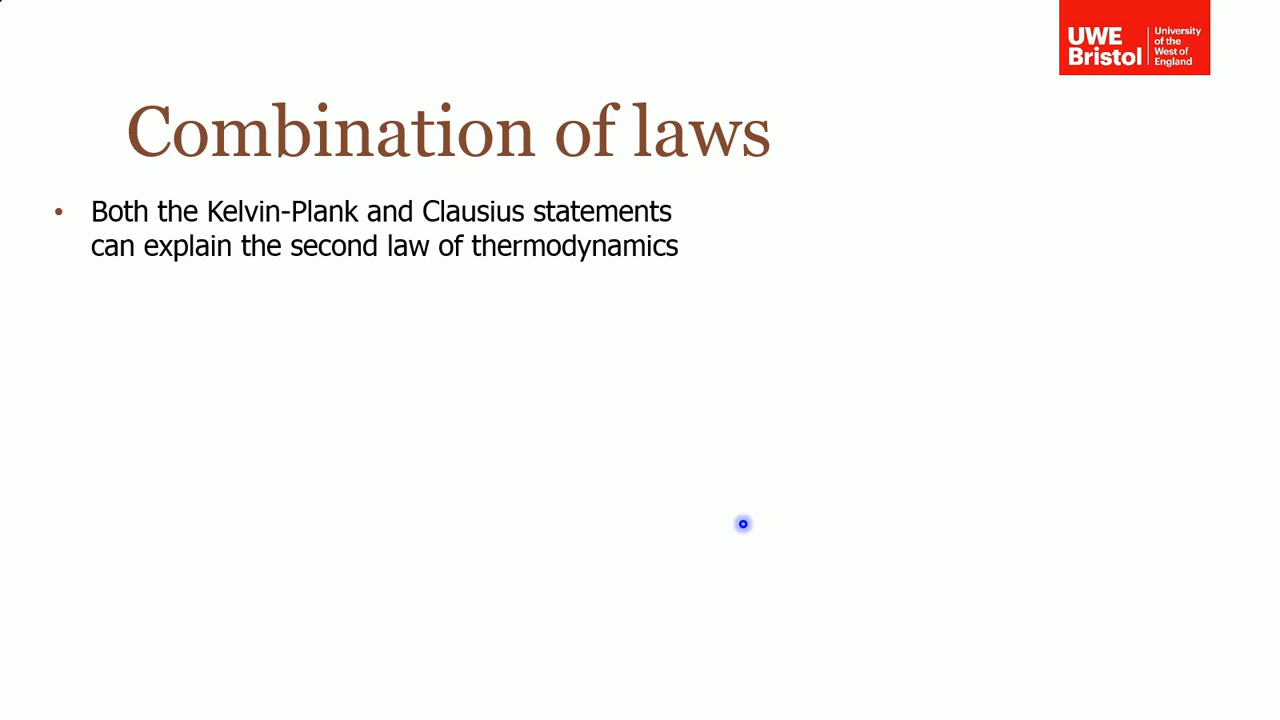 UWE
Bristol
University
of the
West of
England
Combination of laws
• Both the Kelvin-Plank and Clausius statements
can explain the second law of thermodynamics